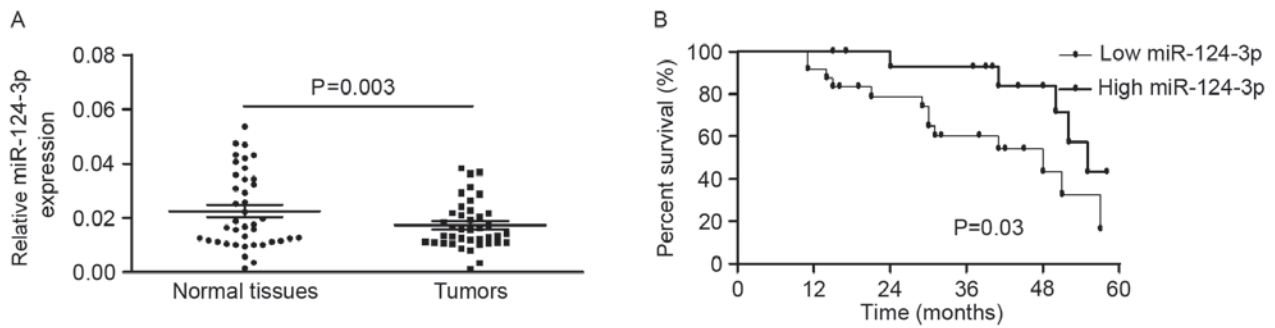 A
Relative miR-124-3p
expression
0.08
0.06
0.04
0.02
0.00
P=0.003
Normal tissues
Tumors
B
Percent survival (%)
100
80
60
40
20
0
Low miR-124-3p
High miR-124-3p
P=0.03
0
12
24
36
48
60
Time (months)